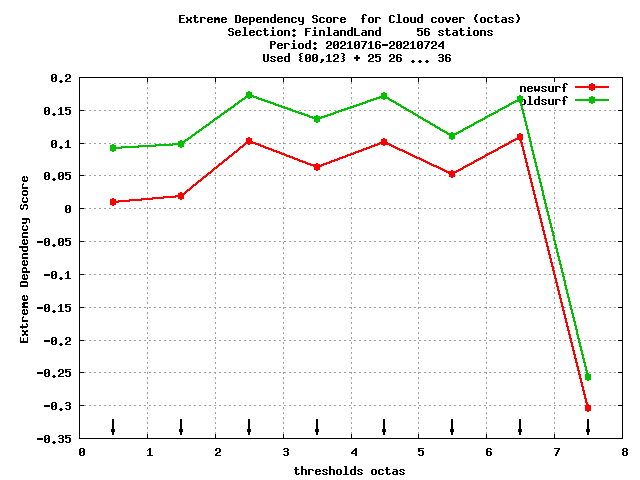 Extreme Dependency Score  for Cloud cover (octas)
Selection: FinlandLand     56 stations
Period: 20210716-20210724
Used {00,12} + 25 26 ... 36
newsurf
oldsurf
0.2
0.15
0.1
0.05
0
-0.05
-0.1
-0.15
-0.2
-0.25
-0.3
-0.35
Extreme Dependency Score
0 1 2 3 4 5 6 7 8
thresholds octas